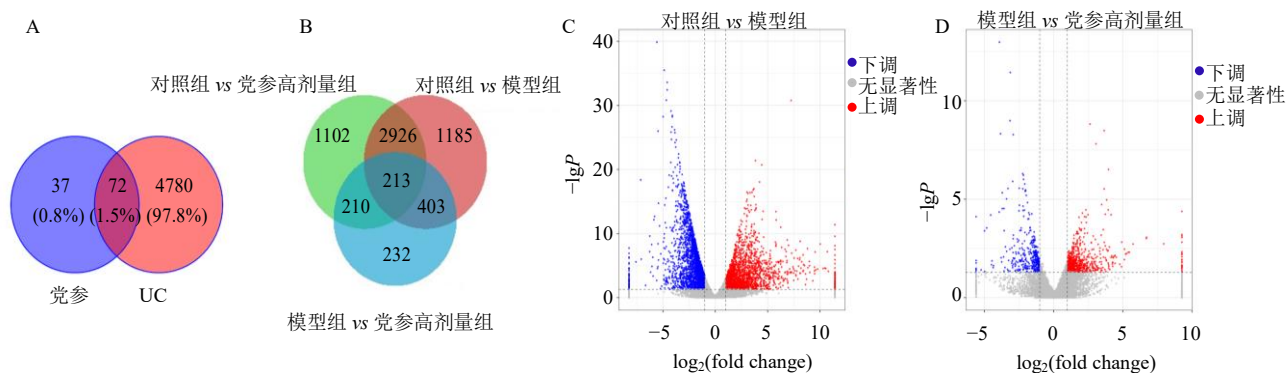 A
37
72
4780
(0.8%)
(1.5%)
(97.8%)
党参
UC
B
对照组 vs 党参高剂量组
对照组 vs 模型组
1102
2926
1185
213
210
403
232
模型组 vs 党参高剂量组
C
对照组 vs 模型组
40
30
20
10
0
−lgP
−5
0
5
10
log2(fold change)
下调
无显著性
上调
D
模型组 vs 党参高剂量组
10
5
0
−lgP
−5
0
5
10
log2(fold change)
下调
无显著性
上调